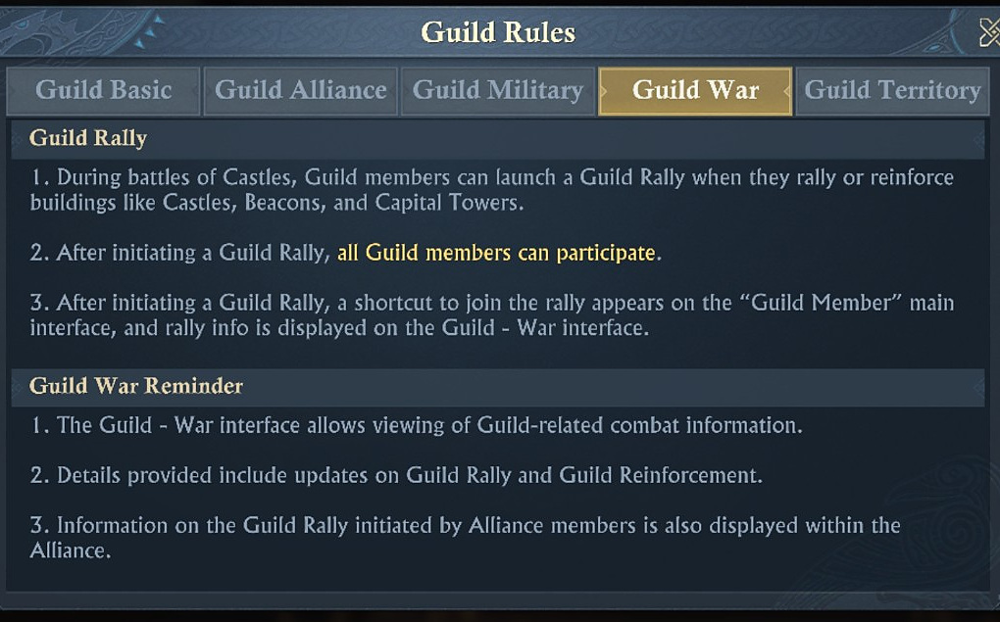 Guild Rules
Guild Basic
Guild Alliance
Guild Military
Guild War
Guild Territory
Guild Rally
1. During battles of Castles, Guild members can launch a Guild Rally when they rally or reinforce
buildings like Castles, Beacons, and Capital Towers.
2. After initiating a Guild Rally, all Guild members can participate.
3. After initiating a Guild Rally, a shortcut to join the rally appears on the “Guild Member” main
interface, and rally info is displayed on the Guild - War interface.
Guild War Reminder
1. The Guild - War interface allows viewing of Guild-related combat information.
2. Details provided include updates on Guild Rally and Guild Reinforcement.
3. Information on the Guild Rally initiated by Alliance members is also displayed within the
Alliance.